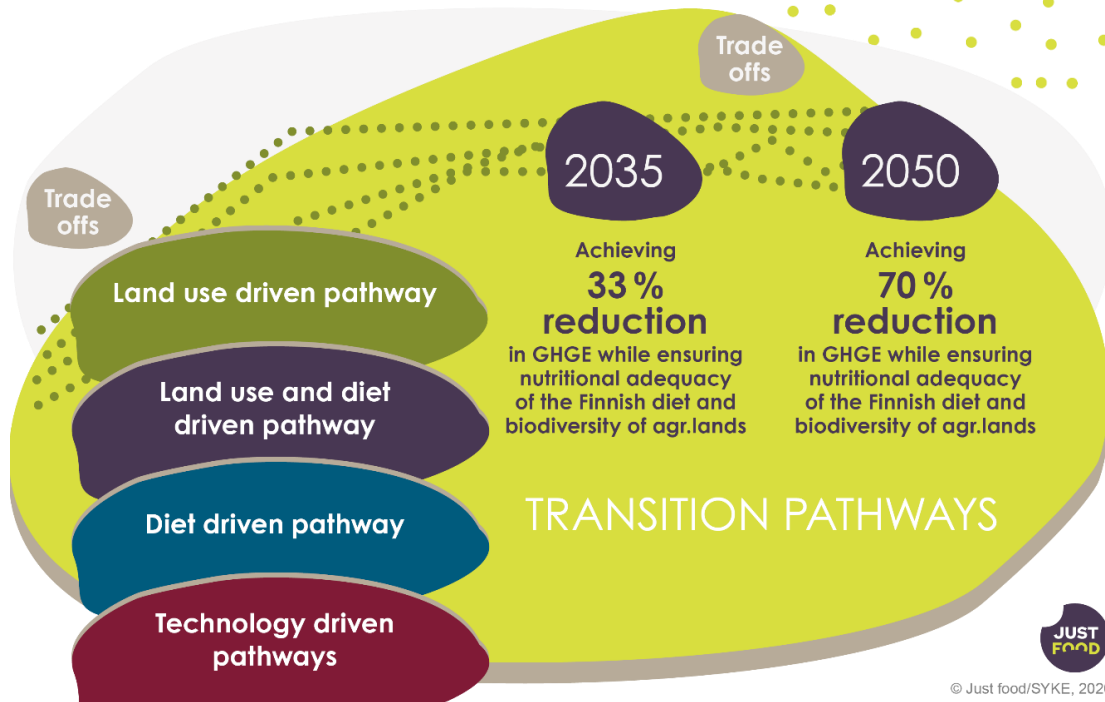 Trade
offs
Trade
offs
2035
2050
Achieving
33 %
reduction
in GHGE while ensuring
nutritional adequacy
of the Finnish diet and
biodiversity of agr.lands
Achieving
70 %
reduction
in GHGE while ensuring
nutritional adequacy
of the Finnish diet and
biodiversity of agr.lands
Land use driven pathway
Land use and diet
driven pathway
Diet driven pathway
Technology driven
pathways
TRANSITION PATHWAYS
JUST
FOOD
© Just food/SYKE,